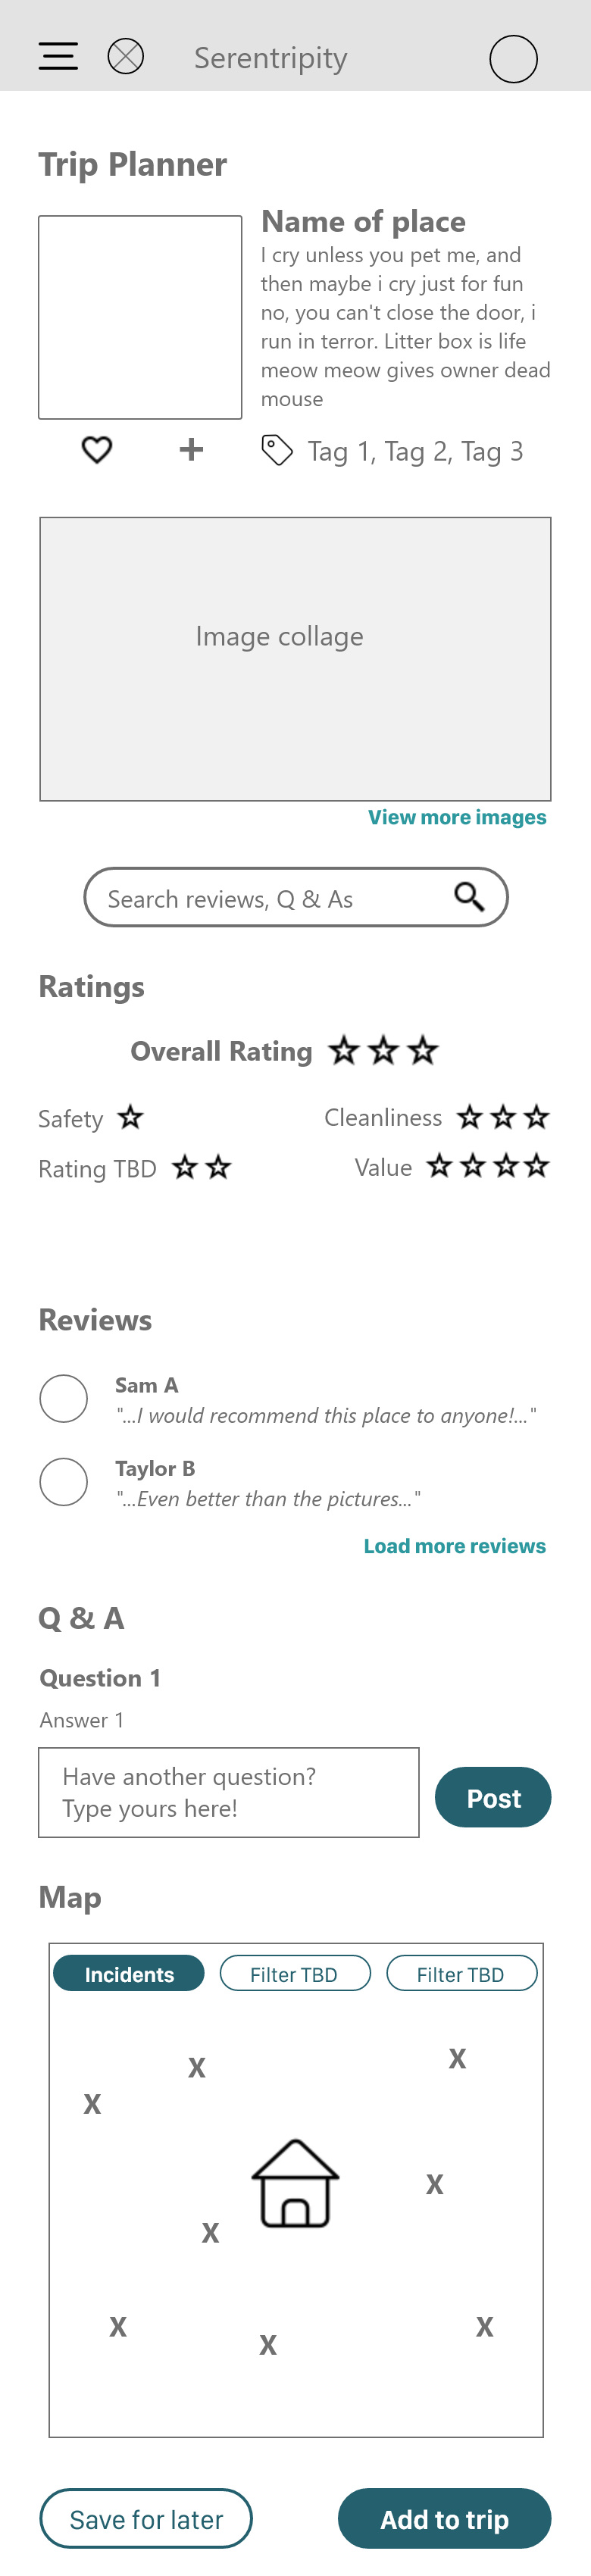 Serentripity
Trip Planner
Name of place
I cry unless you pet me, and
then maybe i cry just for fun
no, you can't close the door, i
run in terror. Litter box is life
meow meow gives owner dead
mouse
Tag 1, Tag 2, Tag 3
Image collage
View more images
Search reviews, Q & As
Ratings
Overall Rating
Safety
Cleanliness
Rating TBD
Value
Reviews
Sam A
"...I would recommend this place to anyone!..."
Taylor B
"...Even better than the pictures..."
Load more reviews
Q & A
Question 1
Answer 1
Have another question?
Type yours here!
Post
Map
Incidents
Filter TBD
Filter TBD
X
X
X
X
X
X
X
X
Save for later
Add to trip